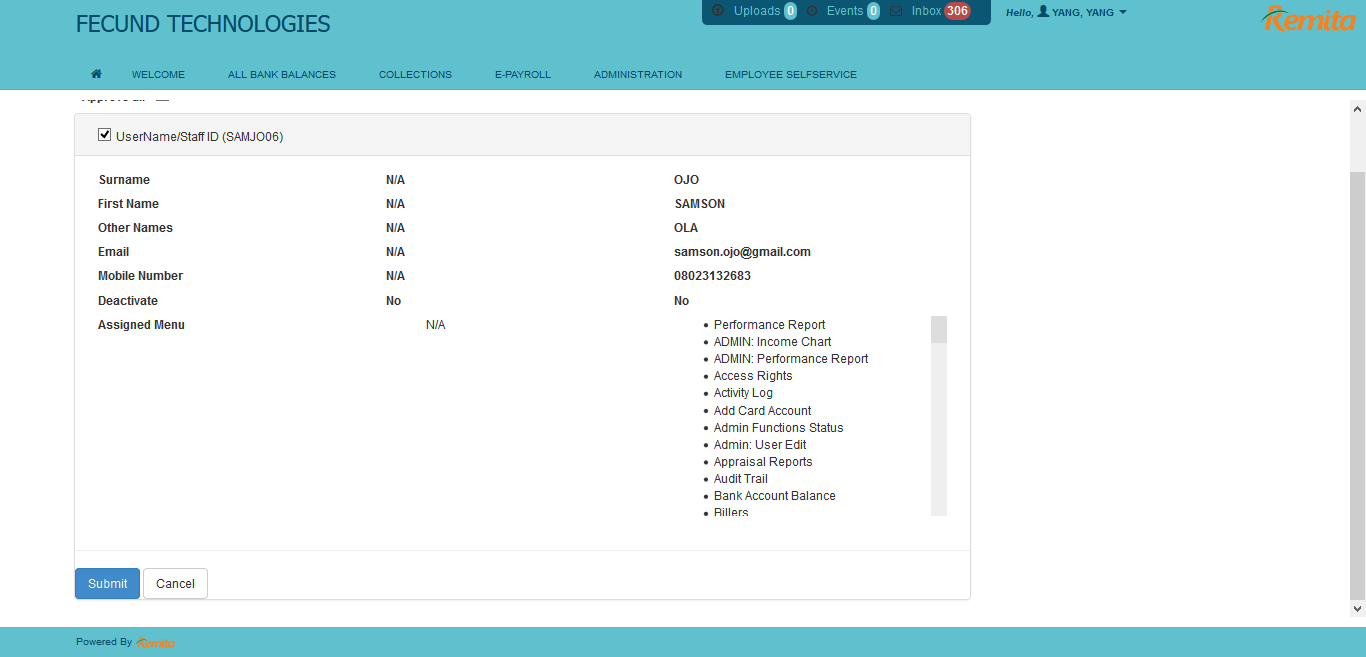 FECUND TECHNOLOGIES
Uploads 0 Events 0 Inbox 306
Hello, YANG, YANG
Remita
WELCOME ALL BANK BALANCES COLLECTIONS E-PAYROLL ADMINISTRATION EMPLOYEE SELFSERVICE
UserName/Staff ID (SAMJO06)
Surname N/A OJO
First Name N/A SAMSON
Other Names N/A OLA
Email N/A samson.ojo@gmail.com
Mobile Number N/A 08023132683
Deactivate No No
Assigned Menu N/A • Performance Report
• ADMIN: Income Chart
• ADMIN: Performance Report
• Access Rights
• Activity Log
• Add Card Account
• Admin Functions Status
• Admin: User Edit
• Appraisal Reports
• Audit Trail
• Bank Account Balance
• Billers
Submit Cancel
Powered By Remita